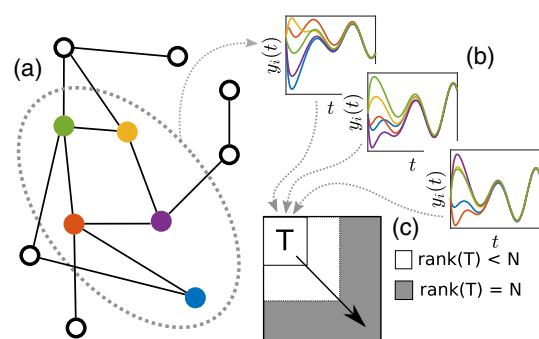 (a)
y_i(t)
t
(b)
y_i(t)
t
y_i(t)
t
(c)
T
rank(T) < N
rank(T) = N